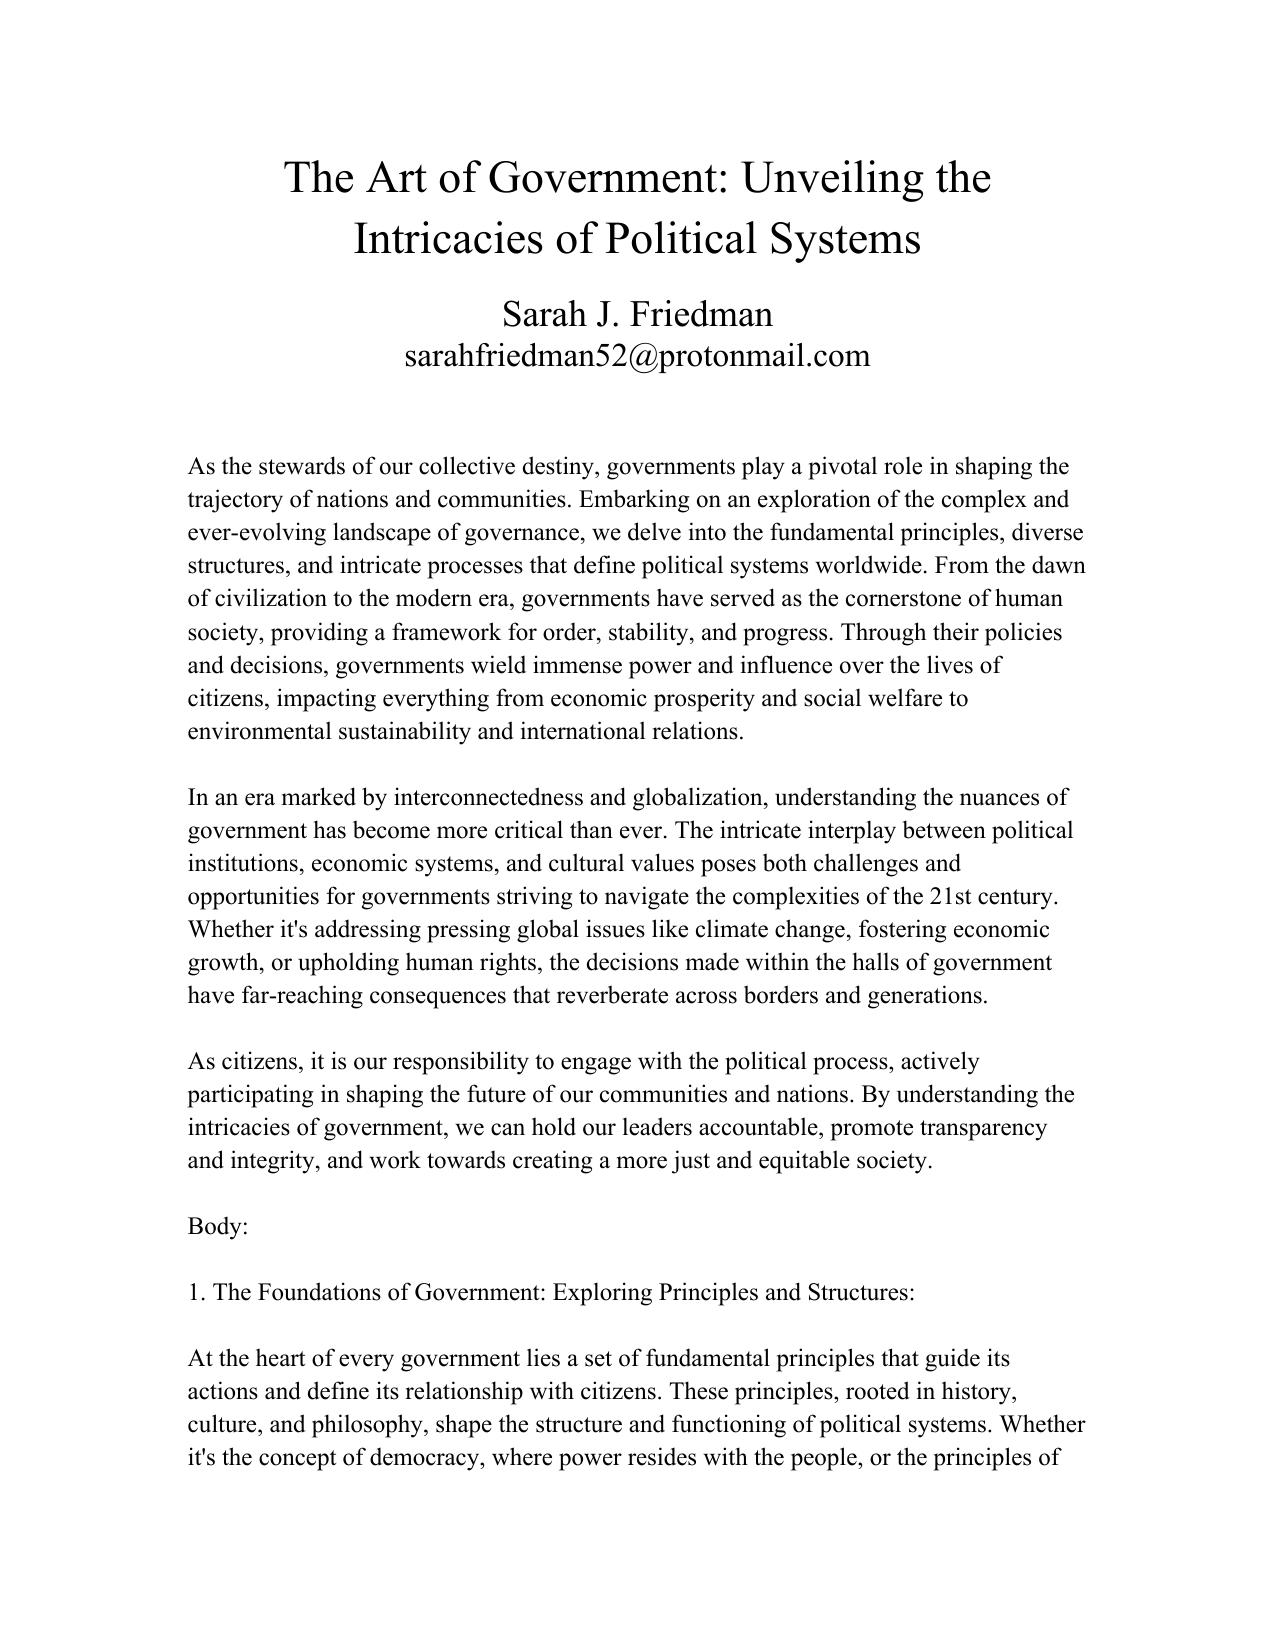 The Art of Government: Unveiling the
Intricacies of Political Systems
Sarah J. Friedman
sarahfriedman52@protonmail.com
As the stewards of our collective destiny, governments play a pivotal role in shaping the
trajectory of nations and communities. Embarking on an exploration of the complex and
ever-evolving landscape of governance, we delve into the fundamental principles, diverse
structures, and intricate processes that define political systems worldwide. From the dawn
of civilization to the modern era, governments have served as the cornerstone of human
society, providing a framework for order, stability, and progress. Through their policies
and decisions, governments wield immense power and influence over the lives of
citizens, impacting everything from economic prosperity and social welfare to
environmental sustainability and international relations.
In an era marked by interconnectedness and globalization, understanding the nuances of
government has become more critical than ever. The intricate interplay between political
institutions, economic systems, and cultural values poses both challenges and
opportunities for governments striving to navigate the complexities of the 21st century.
Whether it's addressing pressing global issues like climate change, fostering economic
growth, or upholding human rights, the decisions made within the halls of government
have far-reaching consequences that reverberate across borders and generations.
As citizens, it is our responsibility to engage with the political process, actively
participating in shaping the future of our communities and nations. By understanding the
intricacies of government, we can hold our leaders accountable, promote transparency
and integrity, and work towards creating a more just and equitable society.
Body:
1. The Foundations of Government: Exploring Principles and Structures:
At the heart of every government lies a set of fundamental principles that guide its
actions and define its relationship with citizens. These principles, rooted in history,
culture, and philosophy, shape the structure and functioning of political systems. Whether
it's the concept of democracy, where power resides with the people, or the principles of